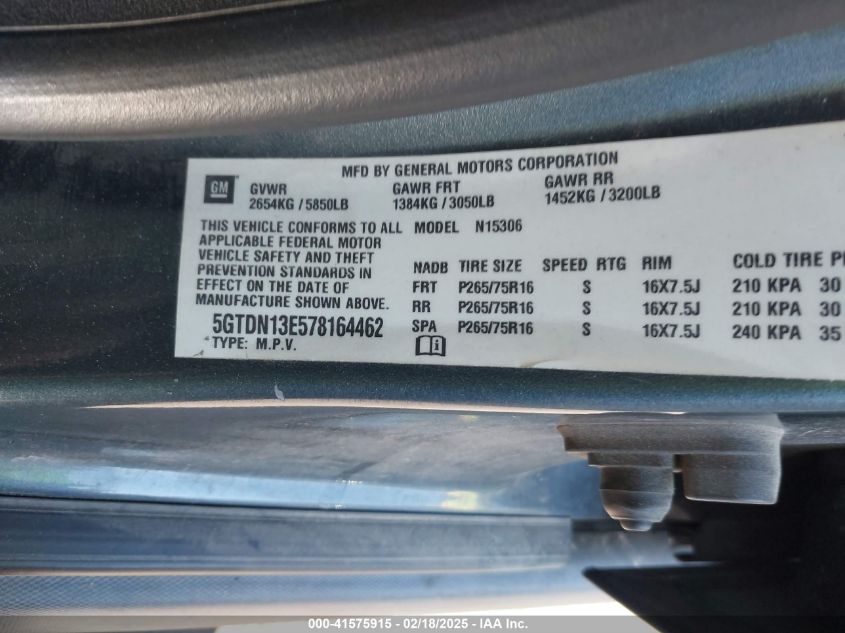 MFD BY GENERAL MOTORS CORPORATION
GM
GVWR GAWR FRT GAWR RR
2654KG / 5850LB 1384KG / 3050LB 1452KG / 3200LB
THIS VEHICLE CONFORMS TO ALL
APPLICABLE FEDERAL MOTOR
VEHICLE SAFETY AND THEFT
PREVENTION STANDARDS IN
EFFECT ON THE DATE OF
MANUFACTURE SHOWN ABOVE.
5GTDN13E578164462
TYPE: M.P.V.
MODEL N15306
NADB TIRE SIZE SPEED RTG RIM COLD TIRE
FRT P265/75R16 S 16X7.5J 210 KPA 30
RR P265/75R16 S 16X7.5J 210 KPA 30
SPA P265/75R16 S 16X7.5J 240 KPA 35
000-41575915 - 02/18/2025 - IAA Inc.